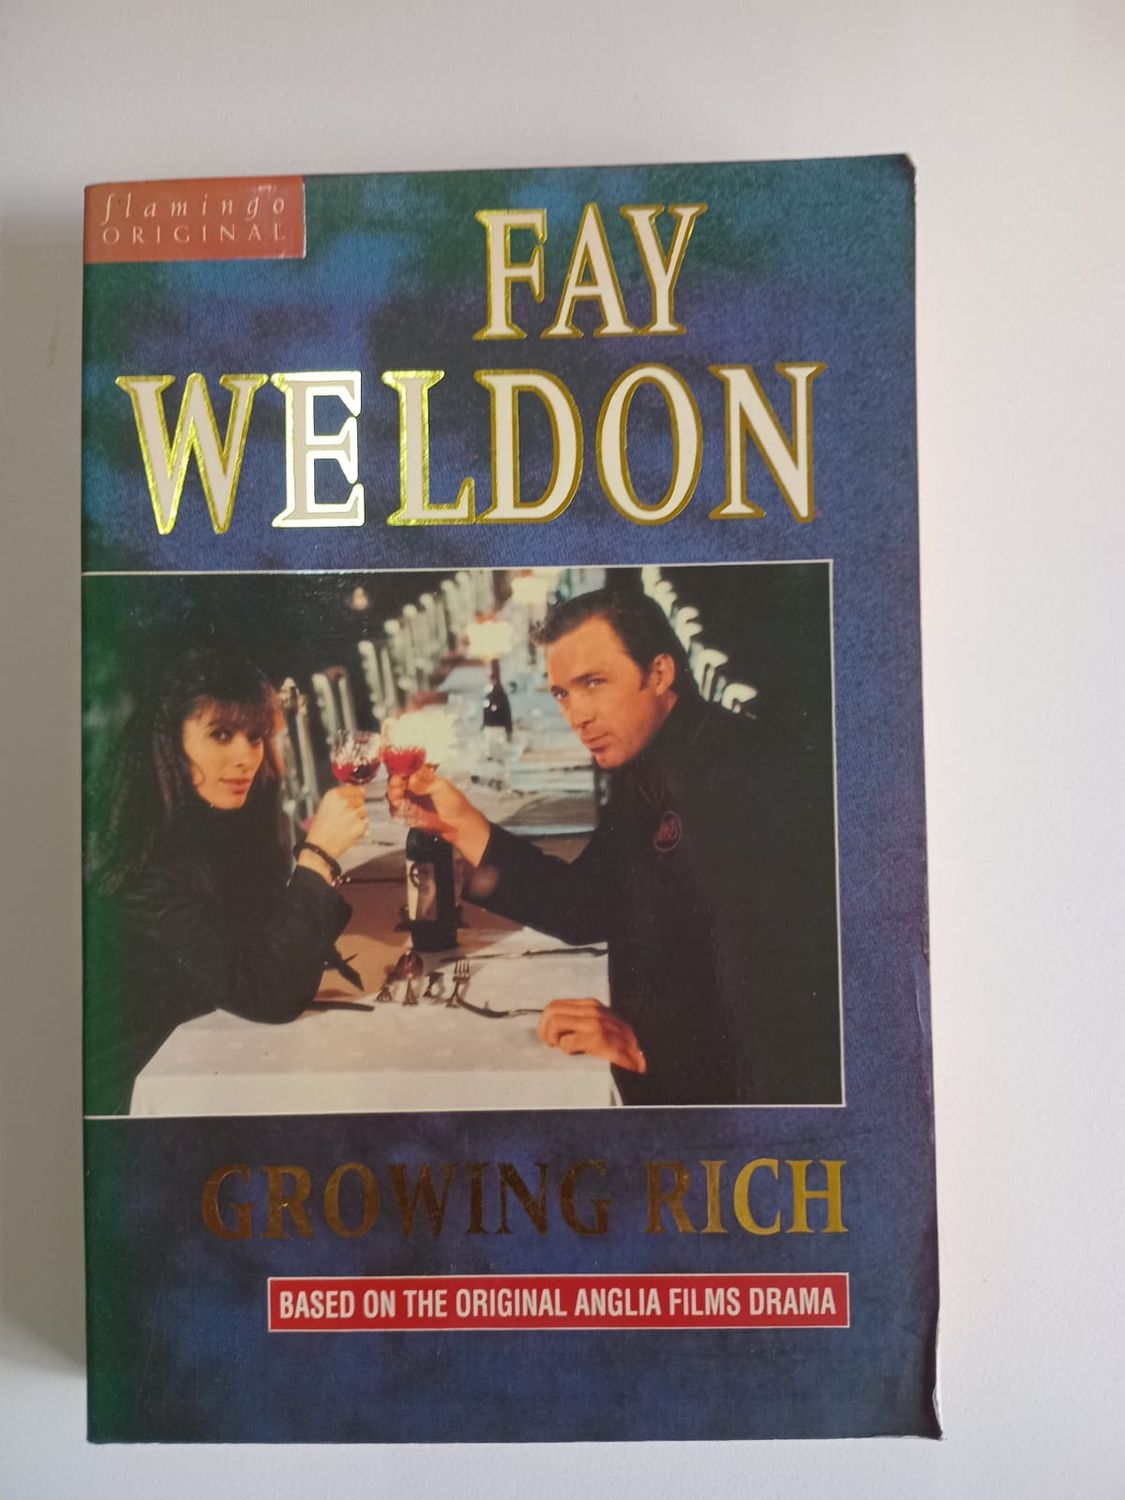 flamingo
ORIGINAL
FAY
WELDON
GROWING RICH
BASED ON THE ORIGINAL ANGLIA FILMS DRAMA